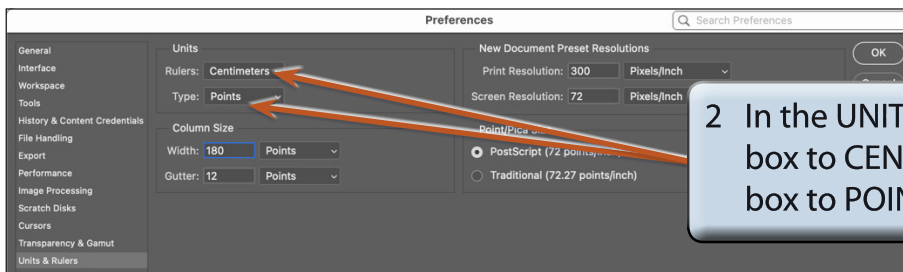 Preferences
Search Preferences
General
Interface
Workspace
Tools
History & Content Credentials
File Handling
Export
Performance
Image Processing
Scratch Disks
Cursors
Transparency & Gamut
Units & Rulers
Units
Rulers: Centimeters
Type: Points
Column Size
Width: 180 Points
Gutter: 12 Points
New Document Preset Resolutions
Print Resolution: 300 Pixels/Inch
Screen Resolution: 72 Pixels/Inch
Point/Pica
PostScript (72
Traditional (72.27 points/inch)
OK
2 In the UNIT
box to CEN
box to POIN